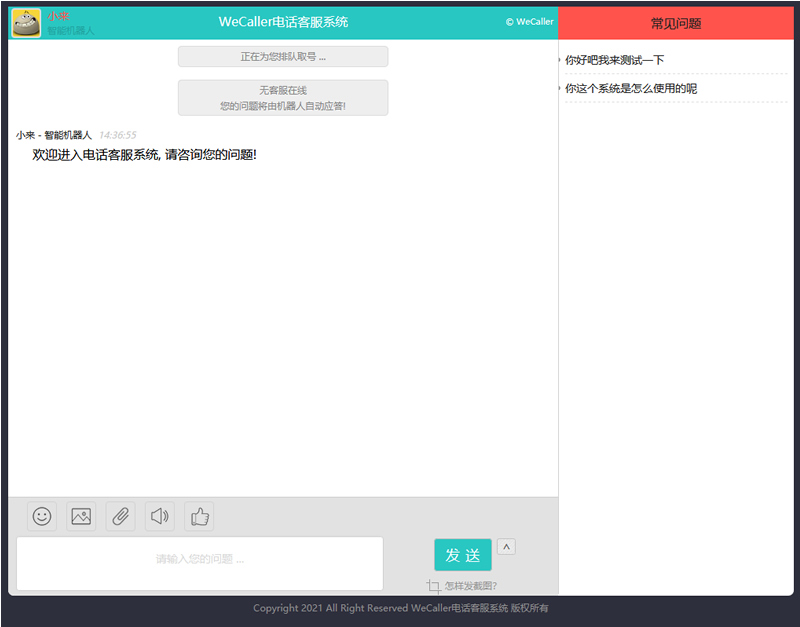 小来
智能机器人
WeCaller电话客服系统
© WeCaller
常见问题
正在为您排队取号 ...
无客服在线
您的问题将由机器人自动应答!
小来 - 智能机器人 14:36:55
欢迎进入电话客服系统, 请咨询您的问题!
你好吧我来测试一下
你这个系统是怎么使用的呢
请输入您的问题 ...
发 送
怎样发截图?
Copyright 2021 All Right Reserved WeCaller电话客服系统 版权所有